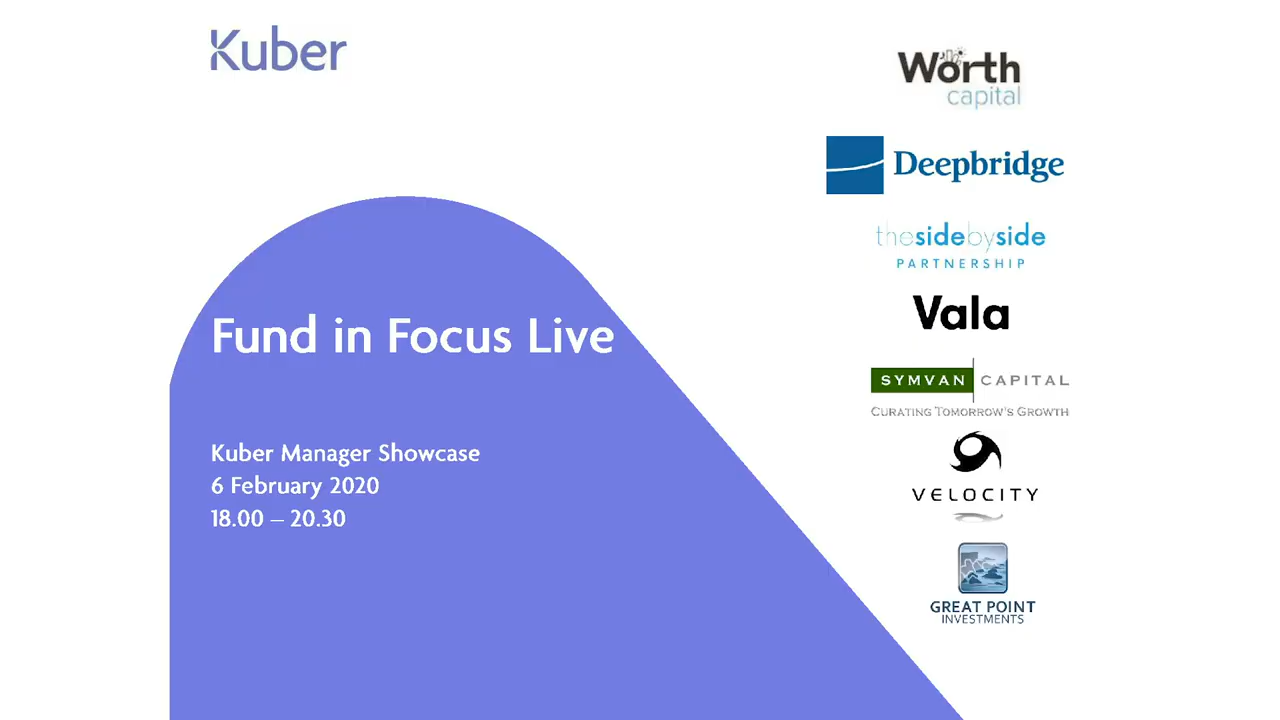 Kuber
Worth
capital
Deepbridge
thesidebyside
PARTNERSHIP
Vala
SYMVAN CAPITAL
CURATING TOMORROW'S GROWTH
VELOCITY
GREAT POINT
INVESTMENTS
Fund in Focus Live
Kuber Manager Showcase
6 February 2020
18.00 – 20.30